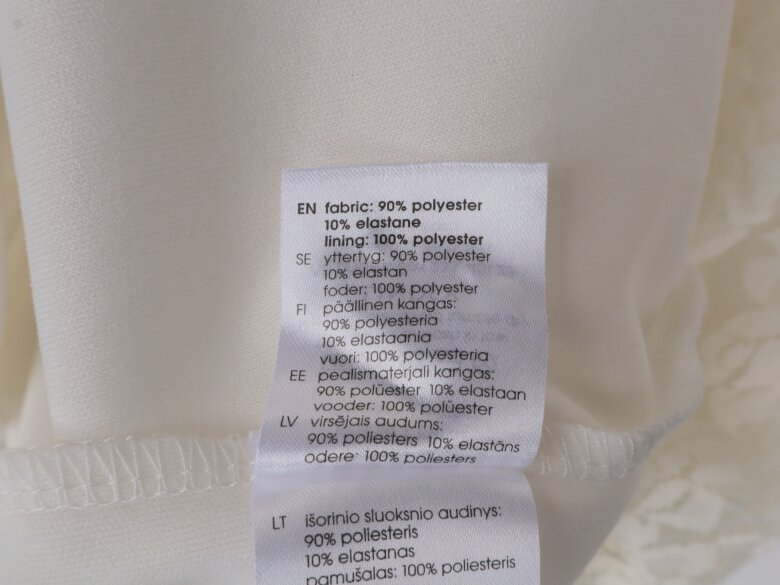 EN fabric: 90% polyester
10% elastane
lining: 100% polyester
SE yttertyg: 90% polyester
10% elastan
foder: 100% polyester
FI päällinen kangas:
90% polyesteria
10% elastaania
vuori: 100% polyesteria
EE pealismaterjali kangas:
90% polüester 10% elastaan
vooder: 100% polüester
LV virsējais audums:
90% poliesters 10% elastāns
odere: 100% poliesters
LT išorinio sluoksnio audinys:
90% poliesteris
10% elastanas
pamušalas: 100% poliesteris